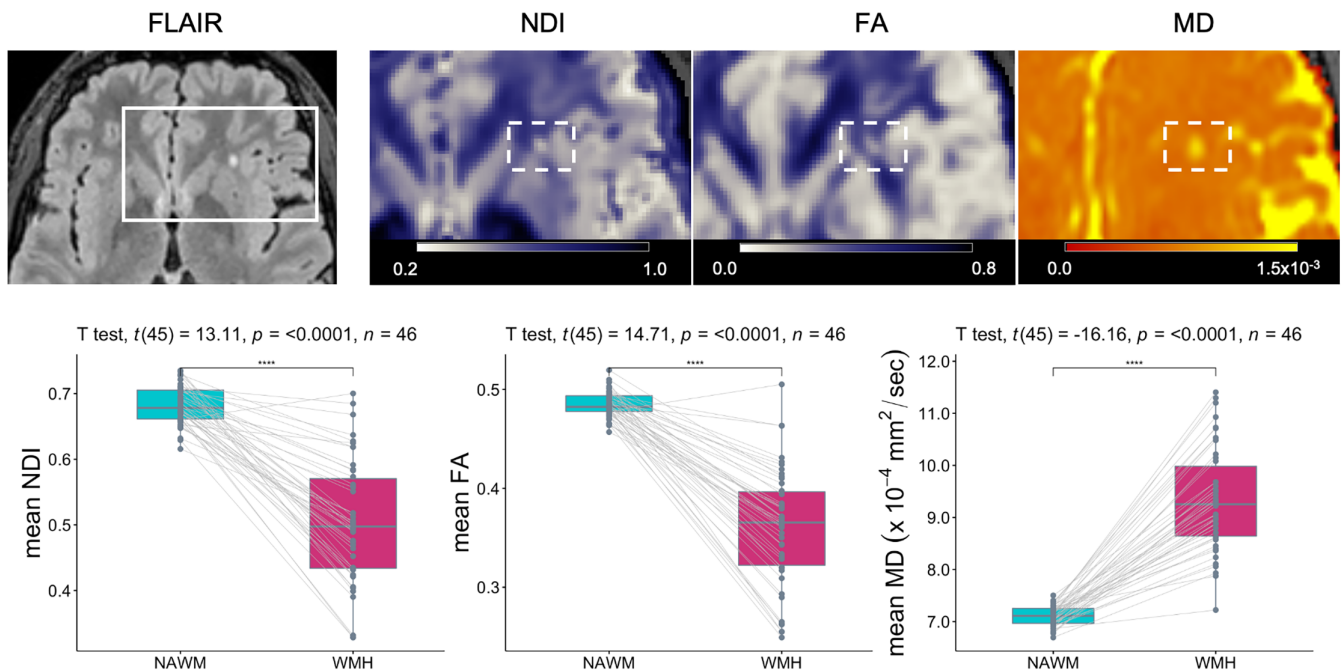 FLAIR
NDI
FA
MD
0.2
1.0
0.0
0.8
0.0
1.5x10-3
T test, t(45) = 13.11, p = <0.0001, n = 46
****
mean NDI
0.7
0.6
0.5
0.4
NAWM
WMH
T test, t(45) = 14.71, p = <0.0001, n = 46
****
mean FA
0.5
0.4
0.3
NAWM
WMH
T test, t(45) = -16.16, p = <0.0001, n = 46
****
mean MD (x 10⁻⁴ mm²/sec)
12.0
11.0
10.0
9.0
8.0
7.0
NAWM
WMH